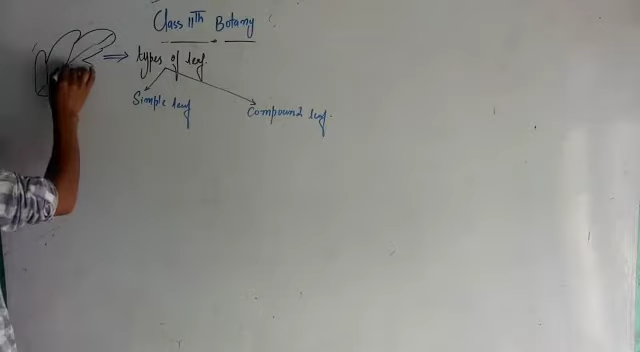 Class 11th Botany
⇒ types of leaf.
Simple leaf
Compound leaf.